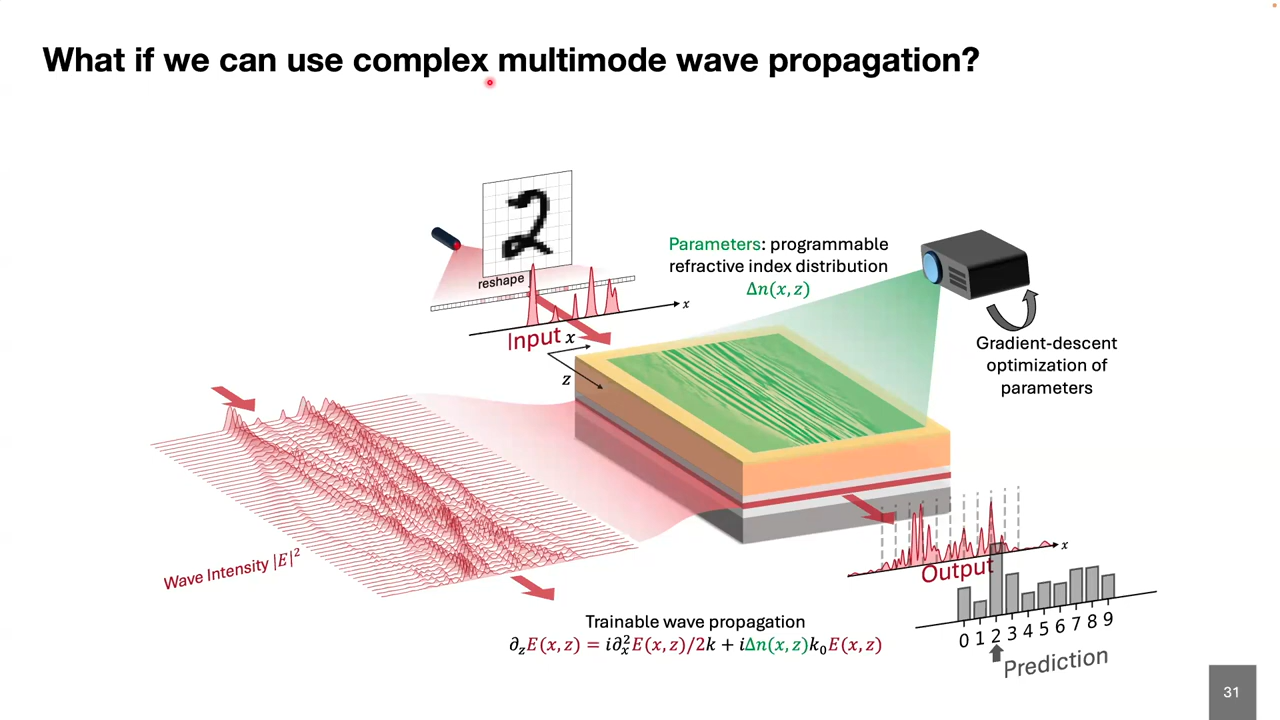 What if we can use complex multimode wave propagation?
reshape
x
Input
x
z
Parameters: programmable
refractive index distribution
Δn(x, z)
Gradient-descent
optimization of
parameters
Wave Intensity |E|²
x
Output
0 1 2 3 4 5 6 7 8 9
Prediction
Trainable wave propagation
∂_zE(x, z) = i∂²_xE(x, z)/2k + iΔn(x, z)k₀E(x, z)
31